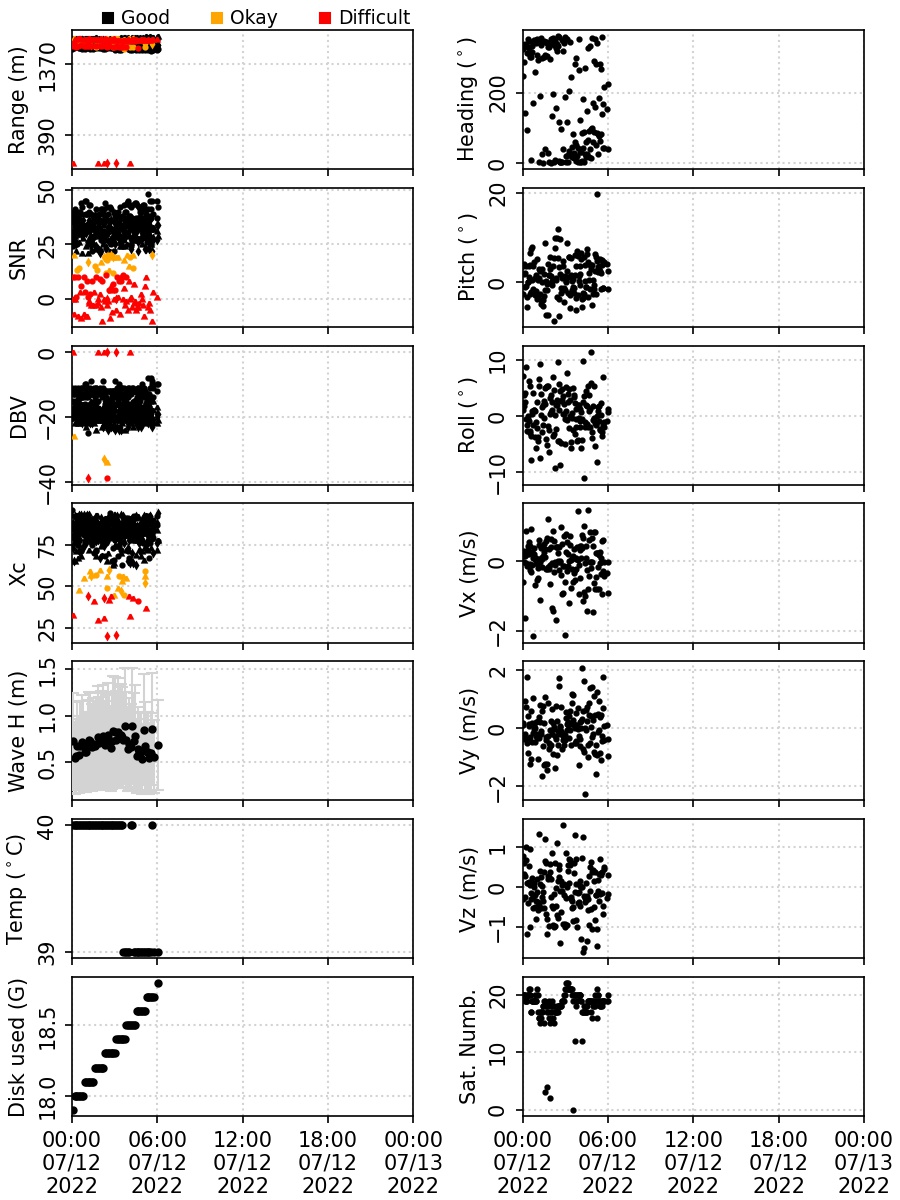 Good Okay Difficult
Range (m)
1370
390
Heading (°)
200
0
SNR
50
25
0
Pitch (°)
20
0
DBV
0
−20
−40
Roll (°)
10
0
−10
Xc
75
50
25
Vx (m/s)
0
−2
Wave H (m)
1.5
1.0
0.5
Vy (m/s)
2
0
−2
Temp (°C)
40
39
Vz (m/s)
1
0
−1
Disk used (G)
18.5
18.0
Sat. Numb.
20
10
0
00:00 06:00 12:00 18:00 00:00
07/12 07/12 07/12 07/12 07/13
2022 2022 2022 2022 2022
00:00 06:00 12:00 18:00 00:00
07/12 07/12 07/12 07/12 07/13
2022 2022 2022 2022 2022